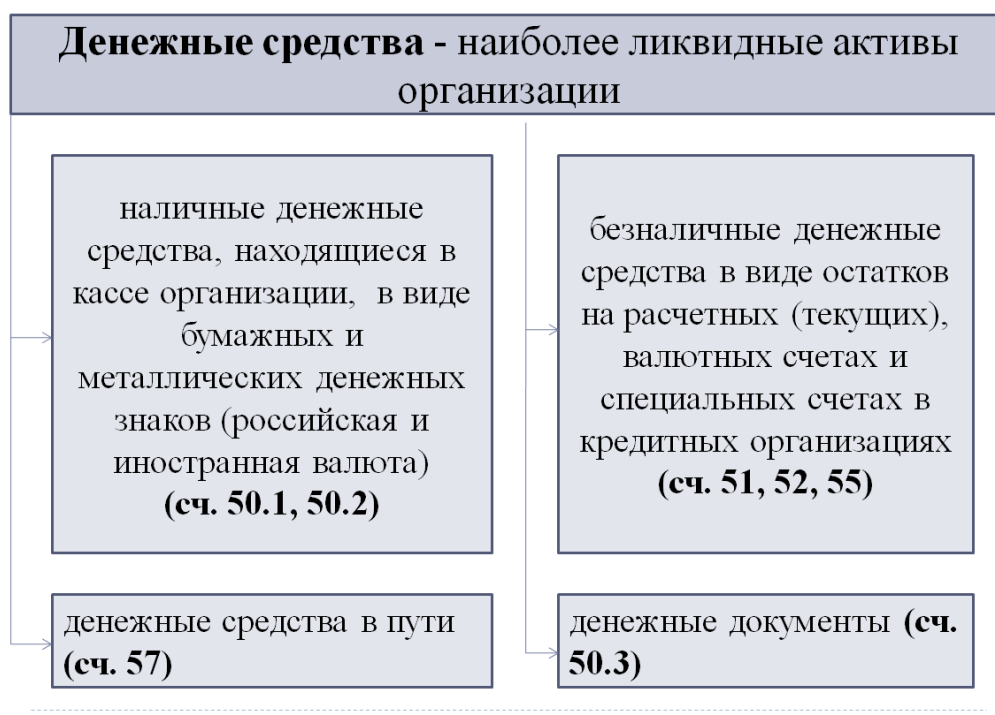 Денежные средства - наиболее ликвидные активы
организации
наличные денежные
средства, находящиеся в
кассе организации, в виде
бумажных и
металлических денежных
знаков (российская и
иностранная валюта)
(сч. 50.1, 50.2)
безналичные денежные
средства в виде остатков
на расчетных (текущих),
валютных счетах и
специальных счетах в
кредитных организациях
(сч. 51, 52, 55)
денежные средства в пути
(сч. 57)
денежные документы (сч.
50.3)